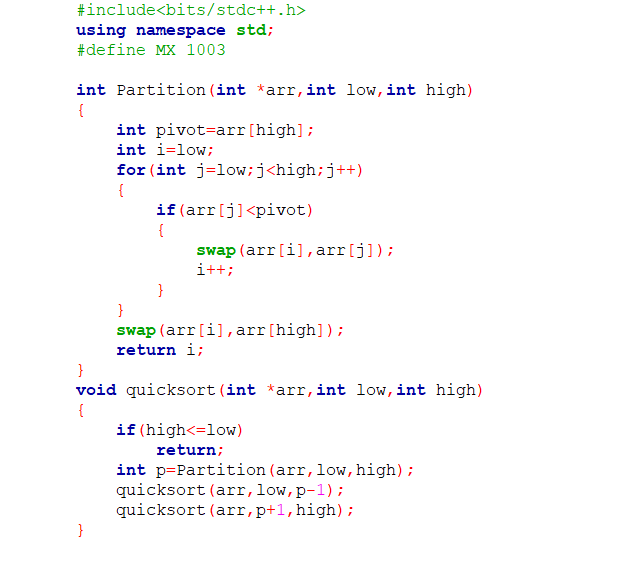 #include<bits/stdc++.h>
using namespace std;
#define MX 1003
int Partition(int *arr,int low,int high)
{
    int pivot=arr[high];
    int i=low;
    for(int j=low;j<high;j++)
    {
        if(arr[j]<pivot)
        {
            swap(arr[i],arr[j]);
            i++;
        }
    }
    swap(arr[i],arr[high]);
    return i;
}
void quicksort(int *arr,int low,int high)
{
    if(high<=low)
        return;
    int p=Partition(arr,low,high);
    quicksort(arr,low,p-1);
    quicksort(arr,p+1,high);
}